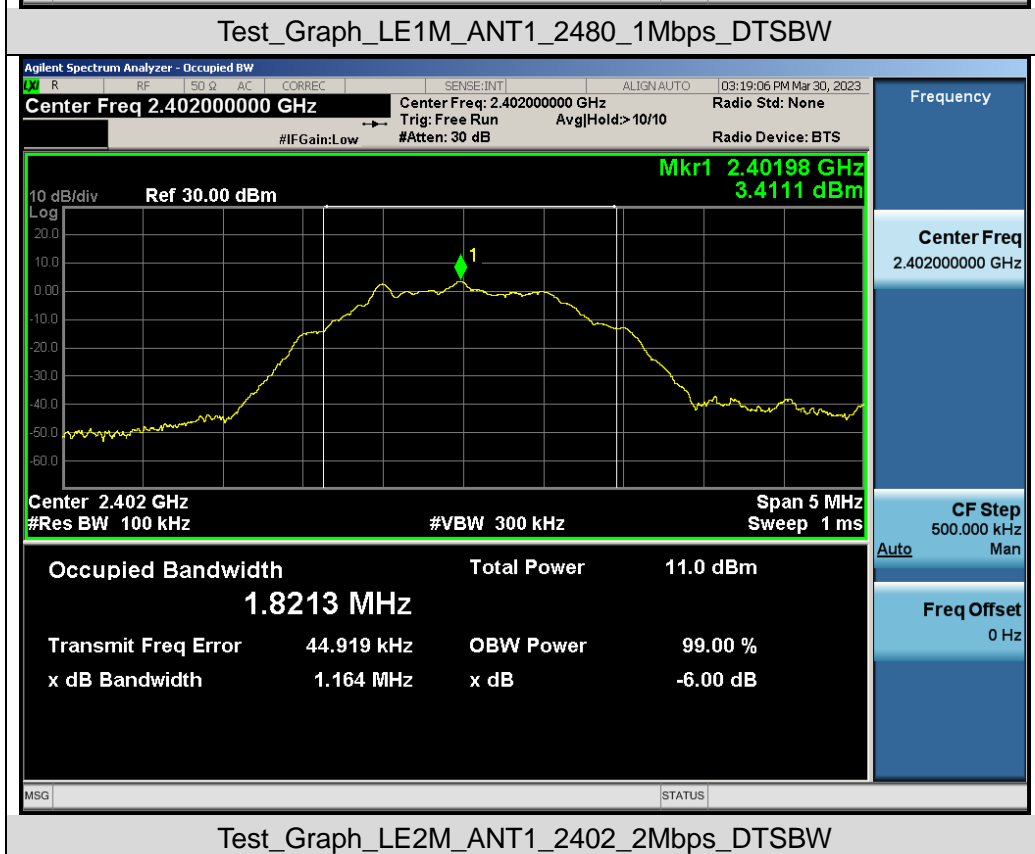 Test_Graph_LE1M_ANT1_2480_1Mbps_DTSBW
Agilent Spectrum Analyzer - Occupied BW
LXI R RF 50 Ω AC CORREC SENSE:INT ALIGN AUTO 03:19:06 PM Mar 30, 2023
Center Freq 2.402000000 GHz
Center Freq: 2.402000000 GHz
Radio Std: None
Trig: Free Run Avg|Hold:>10/10
#IFGain:Low
#Atten: 30 dB
Radio Device: BTS
Frequency
Mkr1 2.40198 GHz
3.4111 dBm
10 dB/div Ref 30.00 dBm
Log
20.0
10.0
0.00
-10.0
-20.0
-30.0
-40.0
-50.0
-60.0
1
Center 2.402 GHz Span 5 MHz
#Res BW 100 kHz #VBW 300 kHz Sweep 1 ms
Center Freq
2.402000000 GHz
CF Step
500.000 kHz
Auto Man
Freq Offset
0 Hz
Occupied Bandwidth Total Power 11.0 dBm
1.8213 MHz
Transmit Freq Error 44.919 kHz OBW Power 99.00 %
x dB Bandwidth 1.164 MHz x dB -6.00 dB
MSG STATUS
Test_Graph_LE2M_ANT1_2402_2Mbps_DTSBW